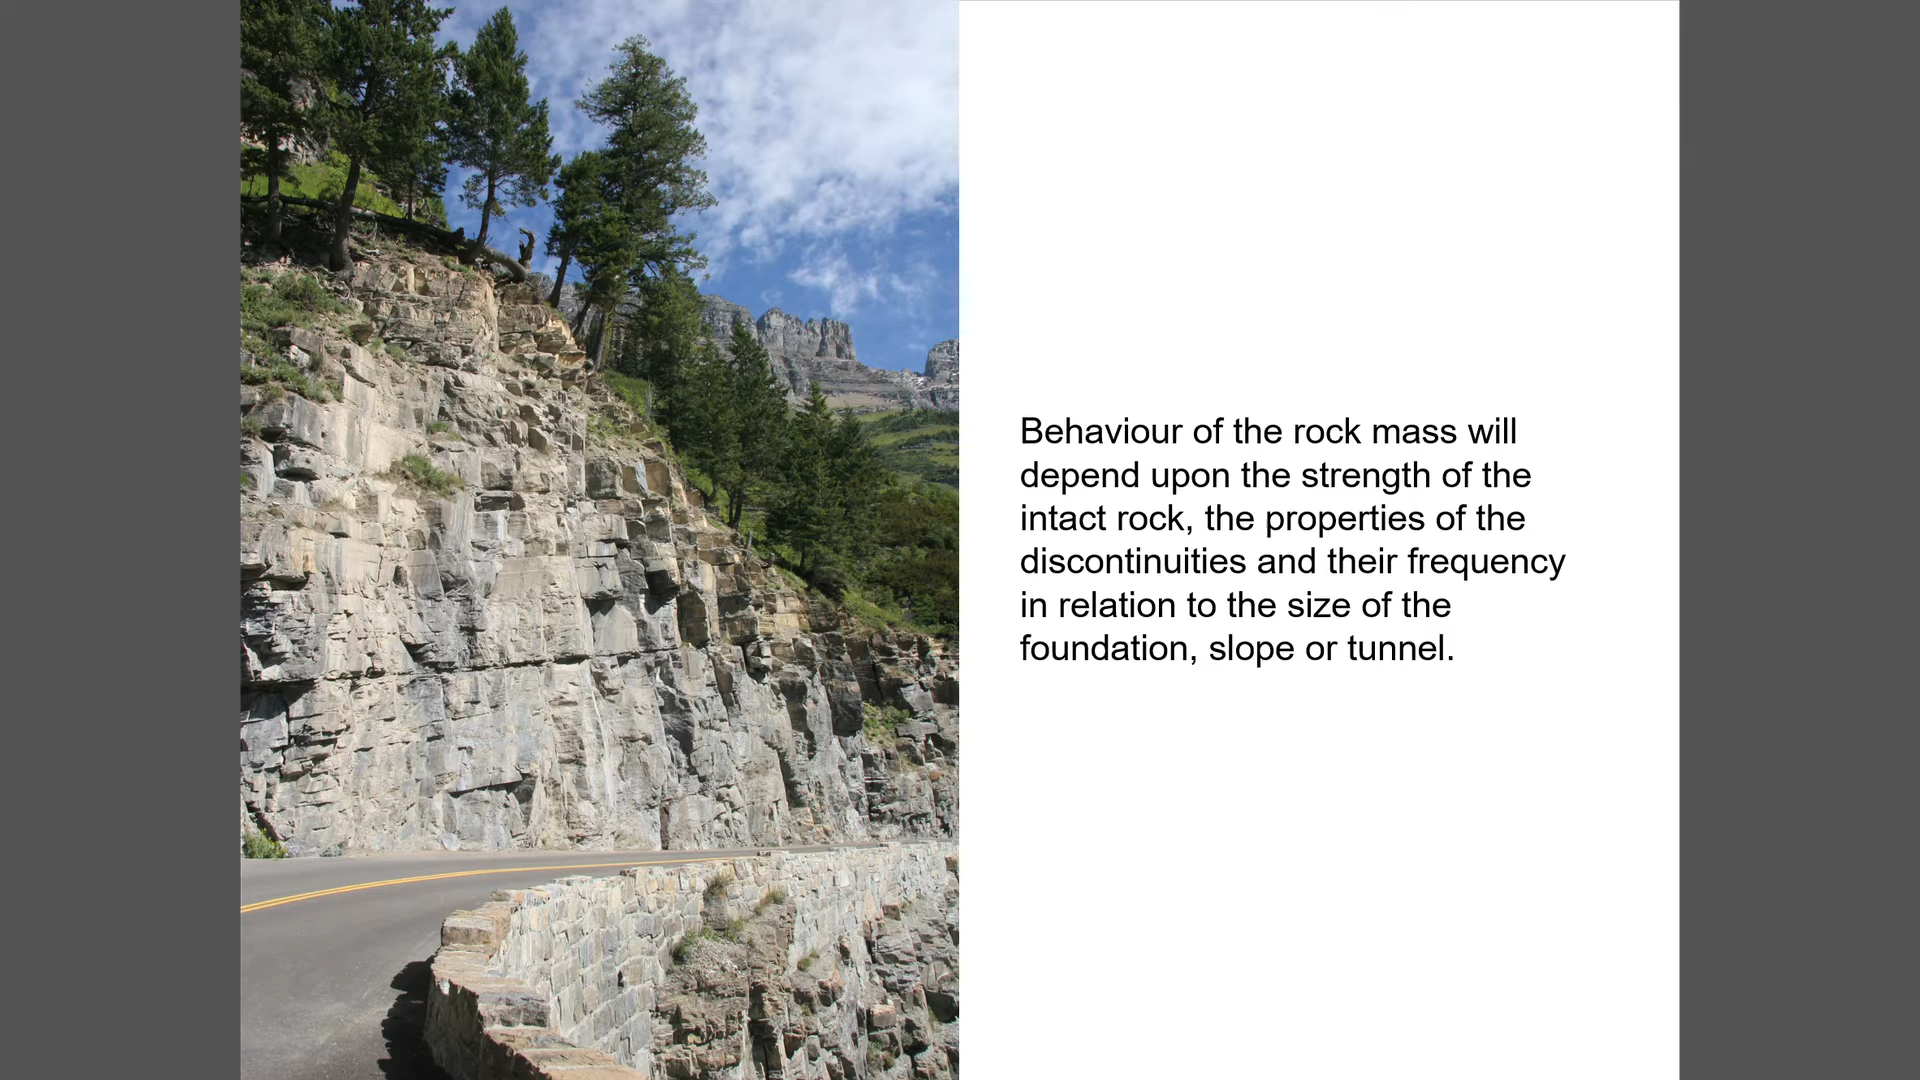 Behaviour of the rock mass will
depend upon the strength of the
intact rock, the properties of the
discontinuities and their frequency
in relation to the size of the
foundation, slope or tunnel.